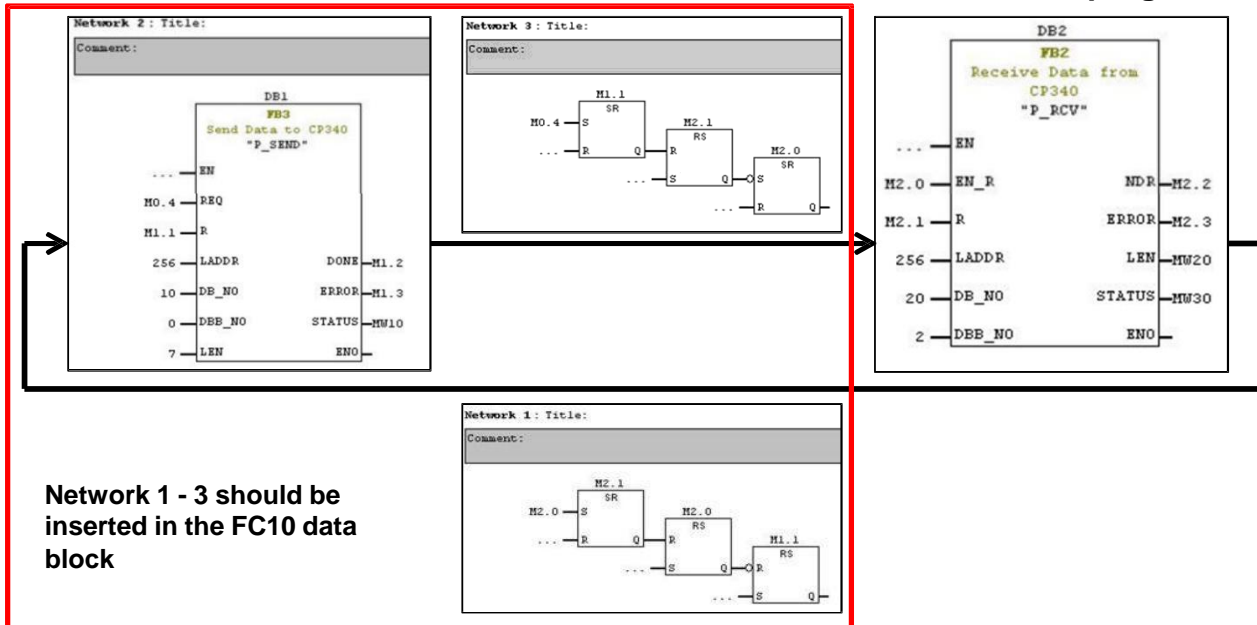 Network 2 : Title:
Comment:
DB1
FB3
Send Data to CP340
"P_SEND"
... EN
M0.4 REQ
M1.1 R
256 LADDR DONE M1.2
10 DB_NO ERROR M1.3
0 DBB_NO STATUS MW10
7 LEN ENO
Network 3 : Title:
Comment:
M1.1
SR
M0.4 S
... R Q
M2.1
RS
R
... S Q
M2.0
SR
S
... R Q
DB2
FB2
Receive Data from
CP340
"P_RCV"
... EN
M2.0 EN_R NDR M2.2
M2.1 R ERROR M2.3
256 LADDR LEN MW20
20 DB_NO STATUS MW30
2 DBB_NO ENO
Network 1 : Title:
Comment:
M2.1
SR
M2.0 S
... R Q
M2.0
RS
R
... S Q
M1.1
RS
R
... S Q
Network 1 - 3 should be
inserted in the FC10 data
block